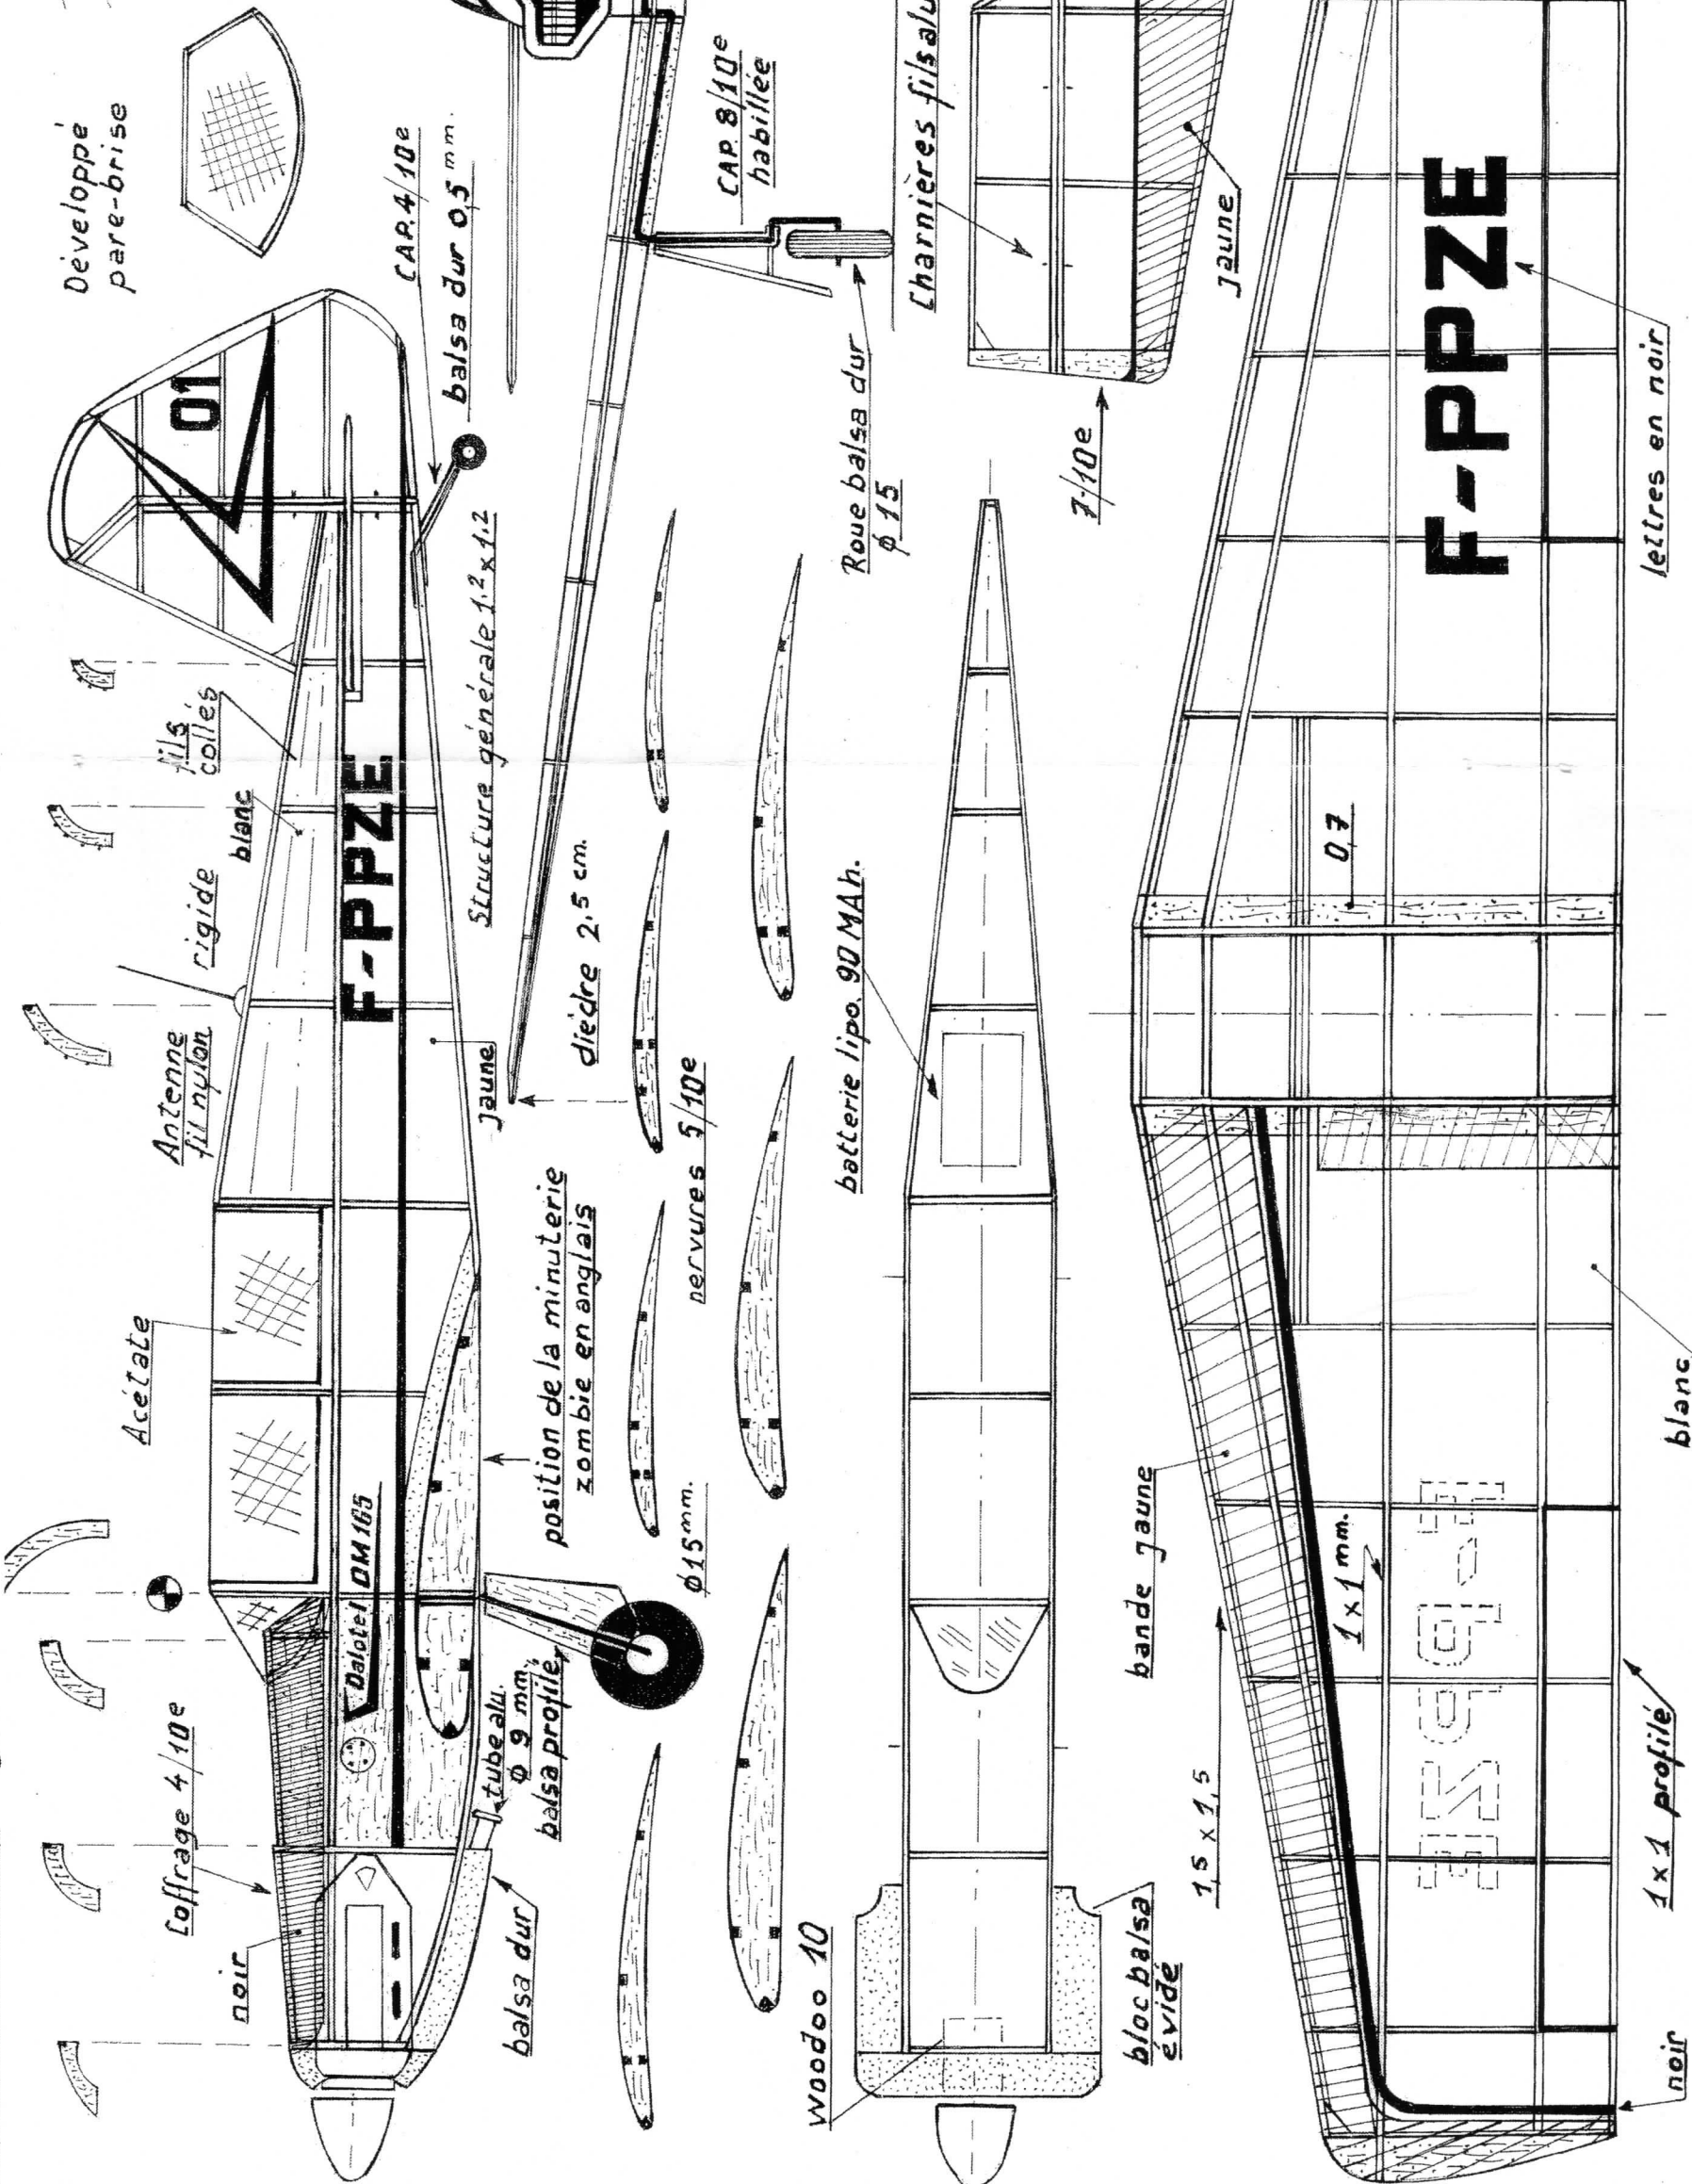 Développé
pare-brise
CAP. 4/10e
balsa dur 0,5 mm.
CAP. 8/10e
habillée
Charnières fils alu
jaune
7/10e
Roue balsa dur
φ 15
01
Structure générale 1,2 x 1,2
fils
collés
blanc
rigide
Antenne
fil nylon
F-PPZE
jaune
dièdre 2,5 cm.
nervures 5/10e
Acétate
position de la minuterie
zombie en anglais
φ 15 mm.
Dalotel DM 165
Coffrage 4/10e
noir
tube alu.
φ 9 mm.
balsa profilé
balsa dur
batterie lipo. 90 MAh.
woodoo 10
bloc balsa
évidé
F-PPZE
lettres en noir
0,7
bande jaune
1 x 1 mm.
F-PPZE
1,5 x 1,5
blanc
1 x 1 profilé
noir